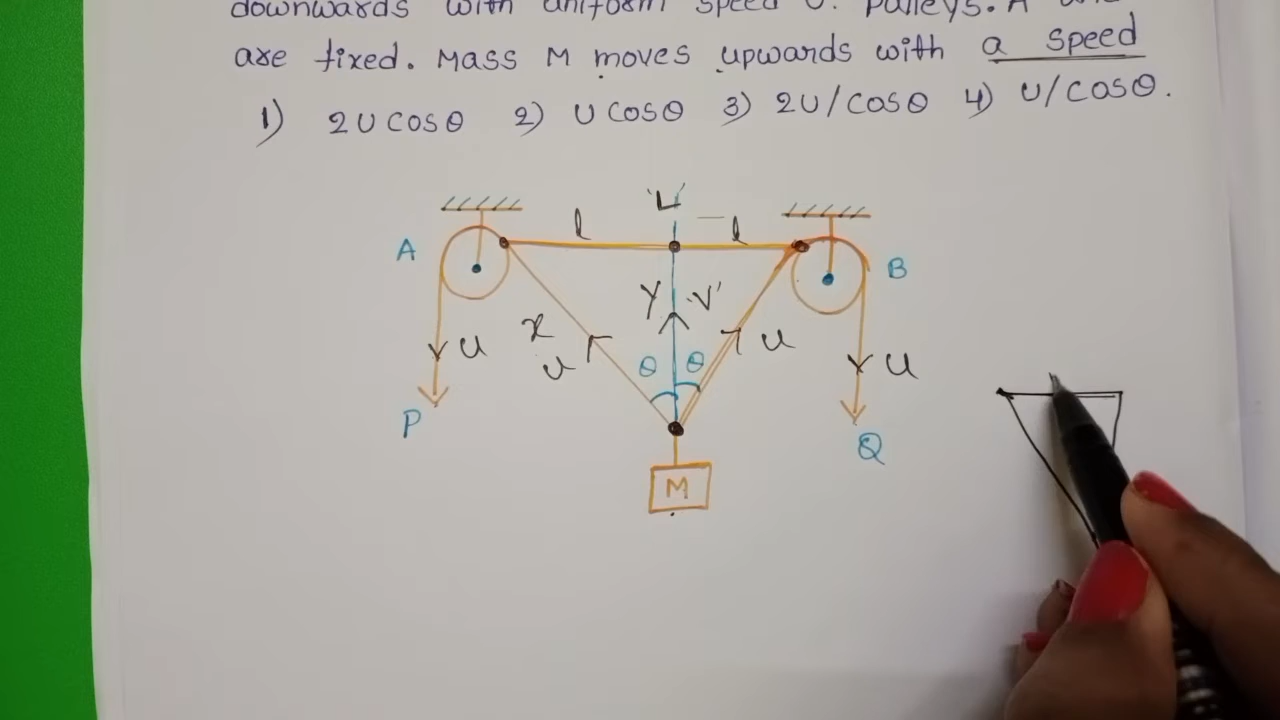 downwards with uniform speed U. Pulleys. A
are fixed. Mass M moves upwards with a speed
1) 2U cosθ 2) U cosθ 3) 2U/cosθ 4) U/cosθ.
'L'
l l
A B
Y 'V'
x
U U U U
θ θ
P Q
M